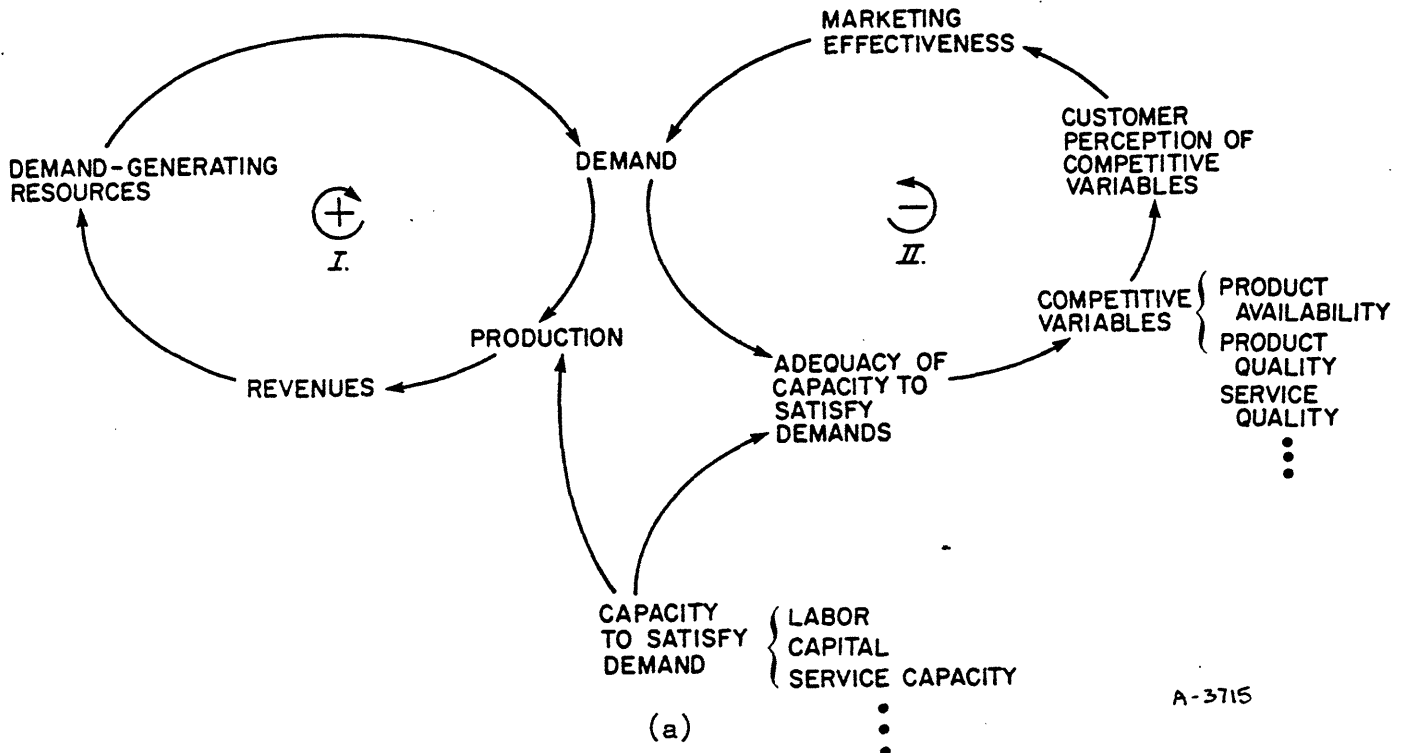 MARKETING
EFFECTIVENESS
CUSTOMER
PERCEPTION OF
COMPETITIVE
VARIABLES
DEMAND-GENERATING
RESOURCES
DEMAND
+
I.
−
II.
COMPETITIVE
VARIABLES
PRODUCT
AVAILABILITY
PRODUCT
QUALITY
SERVICE
QUALITY
PRODUCTION
REVENUES
ADEQUACY OF
CAPACITY TO
SATISFY
DEMANDS
CAPACITY
TO SATISFY
DEMAND
LABOR
CAPITAL
SERVICE CAPACITY
A-3715
(a)